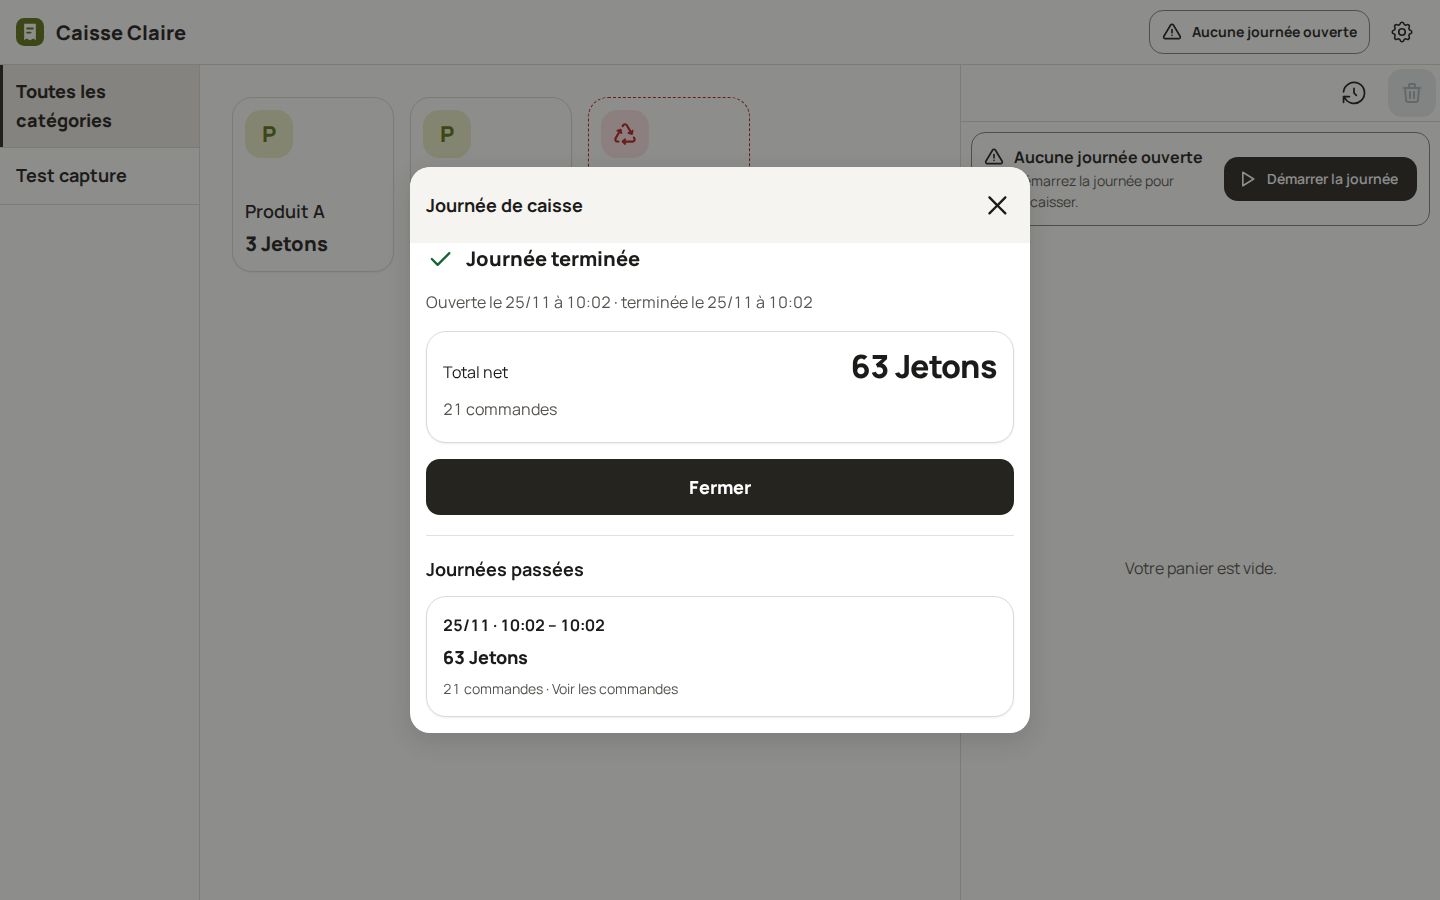 Caisse Claire
Aucune journée ouverte
Toutes les
catégories
Test capture
P
Produit A
3 Jetons
P
Aucune journée ouverte
marrez la journée pour
caisser.
Démarrer la journée
Votre panier est vide.
Journée de caisse
Journée terminée
Ouverte le 25/11 à 10:02 · terminée le 25/11 à 10:02
Total net
63 Jetons
21 commandes
Fermer
Journées passées
25/11 · 10:02 – 10:02
63 Jetons
21 commandes · Voir les commandes